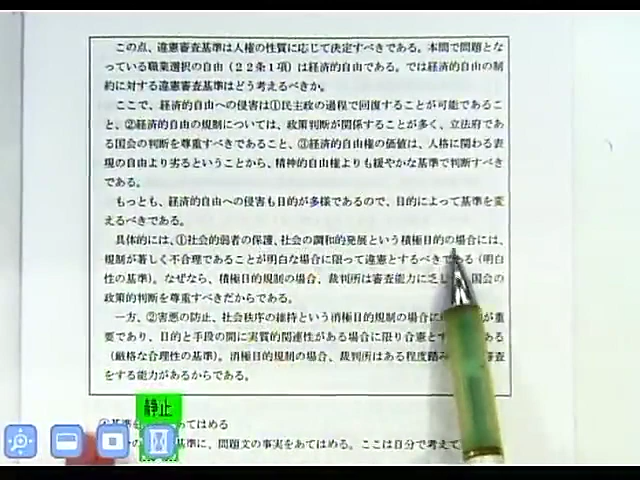 この点、違憲審査基準は人権の性質に応じて決定すべきである。本問で問題とな
っている職業選択の自由(22条1項)は経済的自由である。では経済的自由の制
約に対する違憲審査基準はどう考えるべきか。
ここで、経済的自由への侵害は①民主政の過程で回復することが可能であるこ
と、②経済的自由の規制については、政策判断が関係することが多く、立法府であ
る国会の判断を尊重すべきであること、③経済的自由権の価値は、人格に関わる表
現の自由より劣るということから、精神的自由権よりも緩やかな基準で判断すべき
である。
もっとも、経済的自由への侵害も目的が多様であるので、目的によって基準を変
えるべきである。
具体的には、①社会的弱者の保護、社会の調和的発展という積極目的の場合には、
規制が著しく不合理であることが明白な場合に限って違憲とするべきである(明白
性の基準)。なぜなら、積極目的規制の場合、裁判所は審査能力に乏し 国会の
政策的判断を尊重すべきだからである。
一方、②害悪の防止、社会秩序の維持という消極目的規制の場合に が重
要であり、目的と手段の間に実質的関連性がある場合に限り合憲と ある
(厳格な合理性の基準)。消極目的規制の場合、裁判所はある程度踏み 審査
をする能力があるからである。
静止
あてはめる
基準に、問題文の事実をあてはめる。ここは自分で考えて